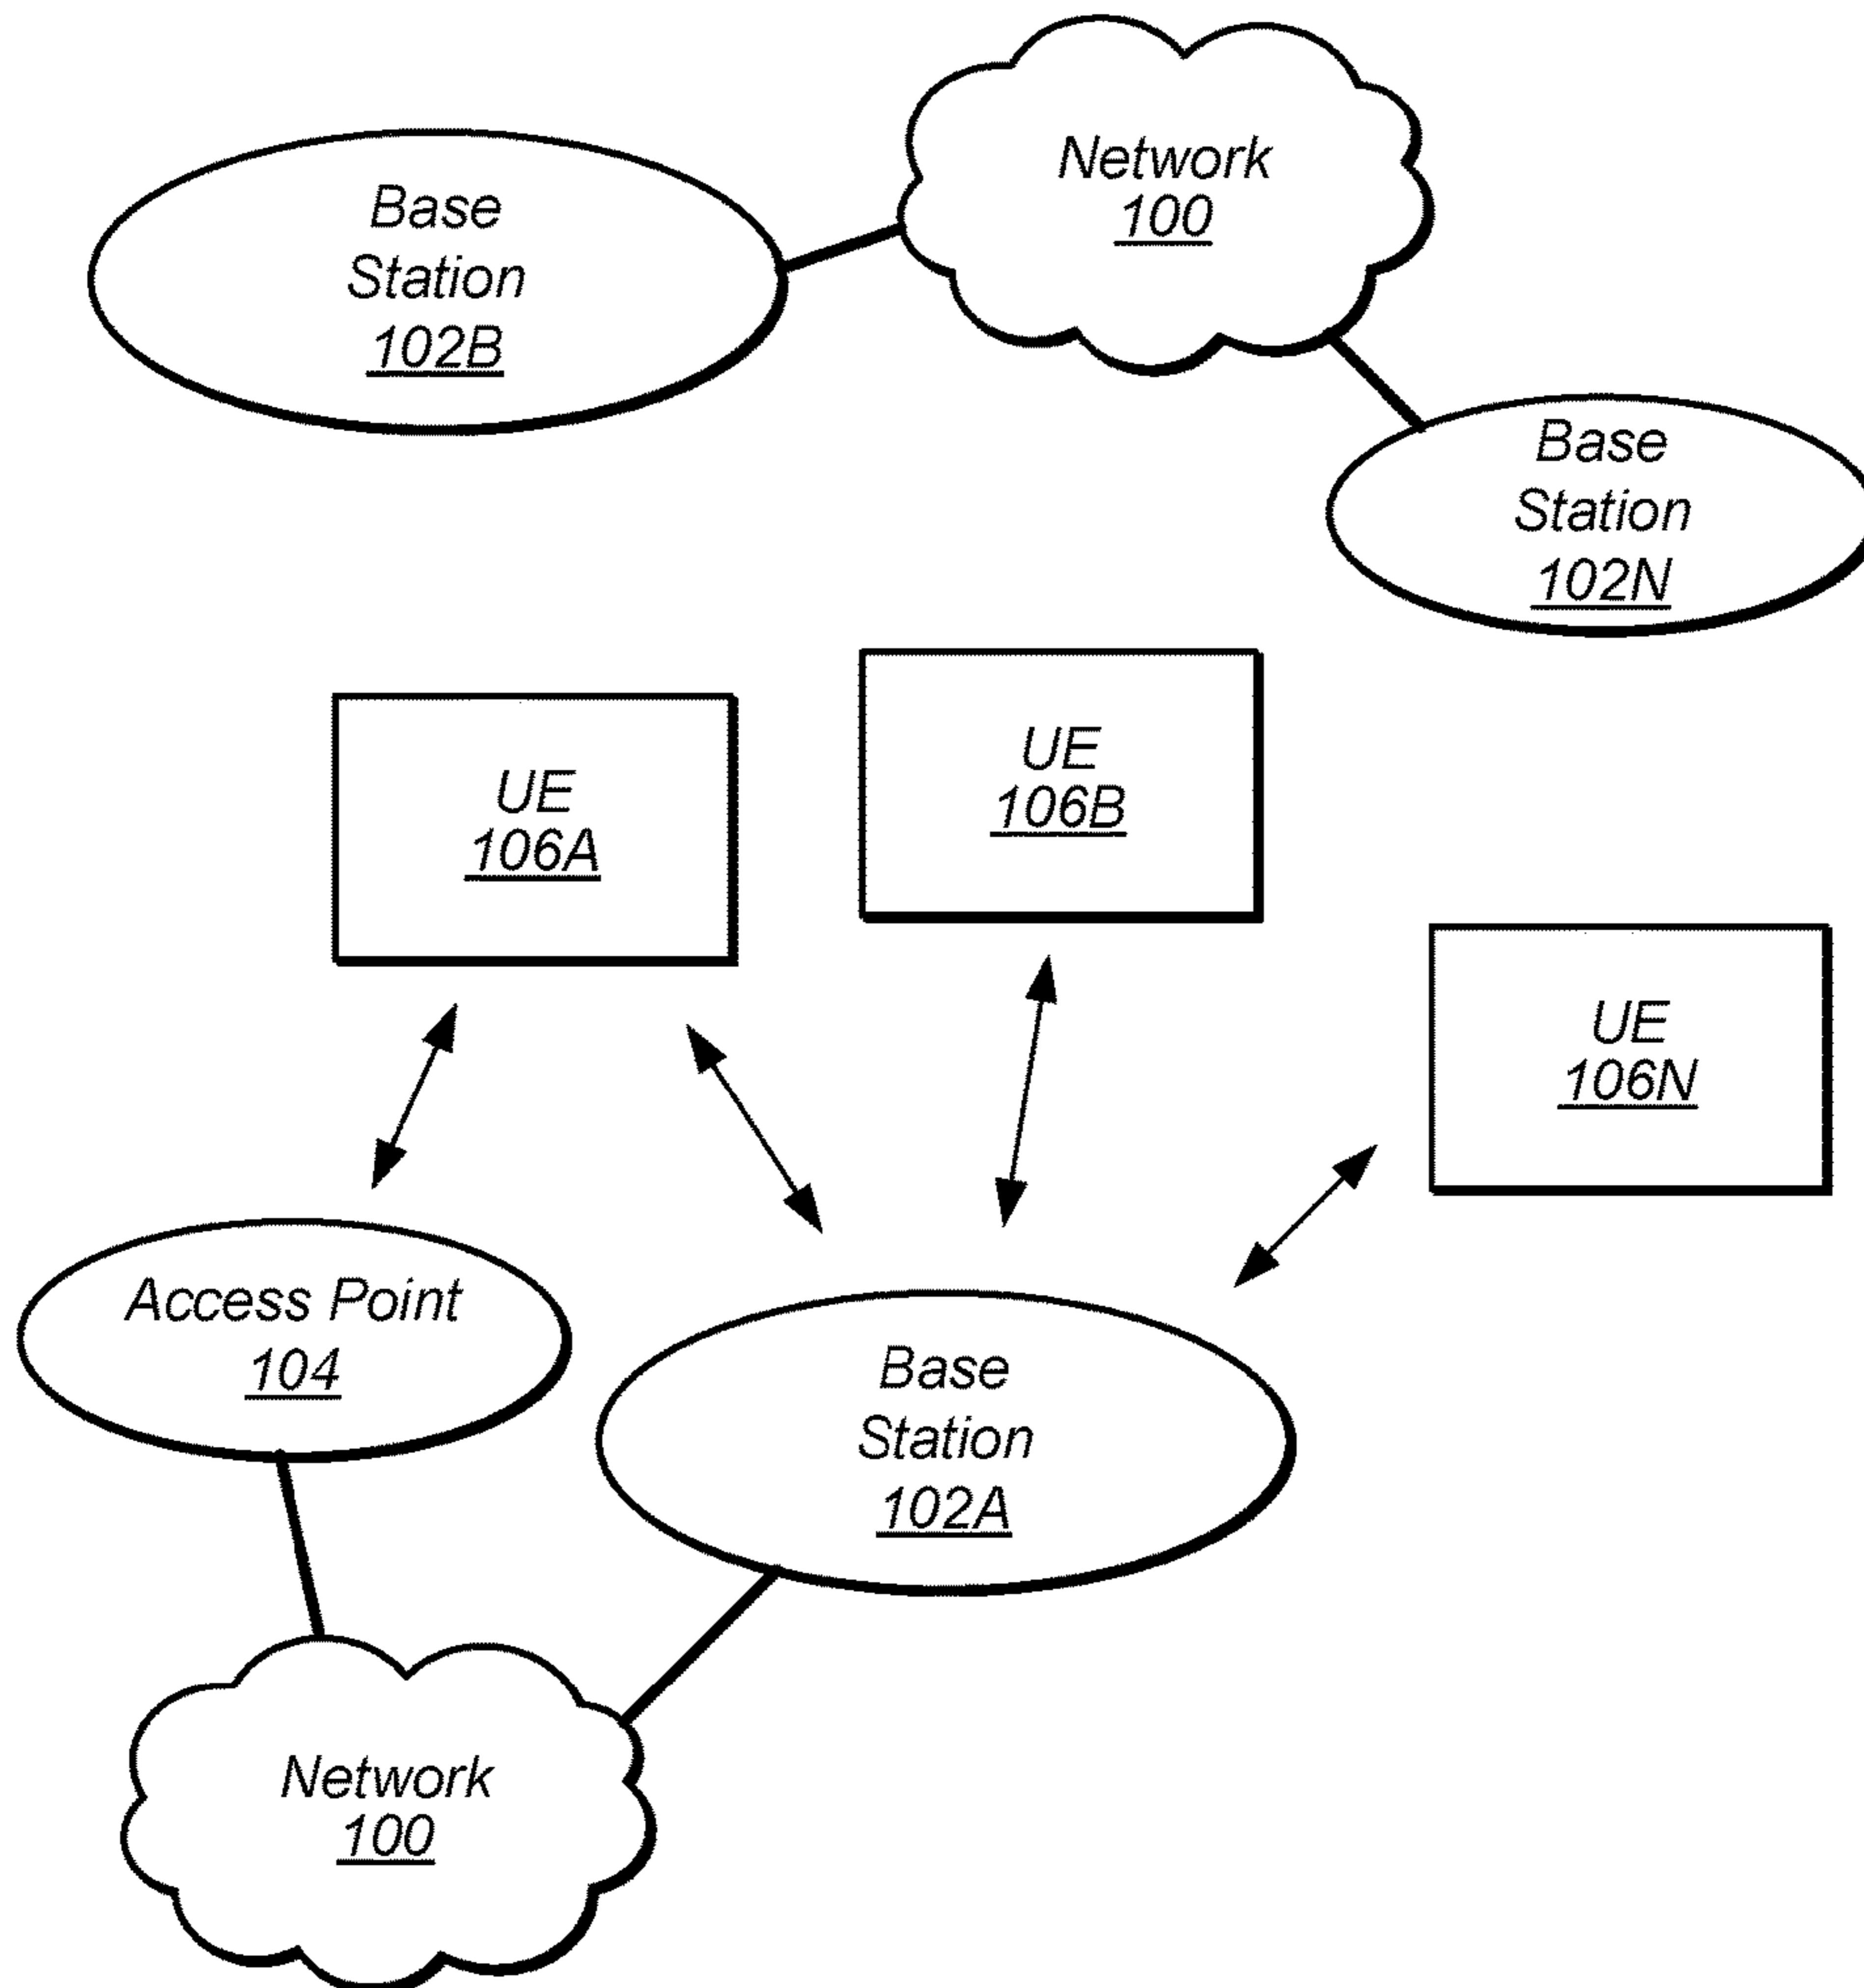 Network
100
Base
Station
102B
Base
Station
102N
UE
106A
UE
106B
UE
106N
Access Point
104
Base
Station
102A
Network
100